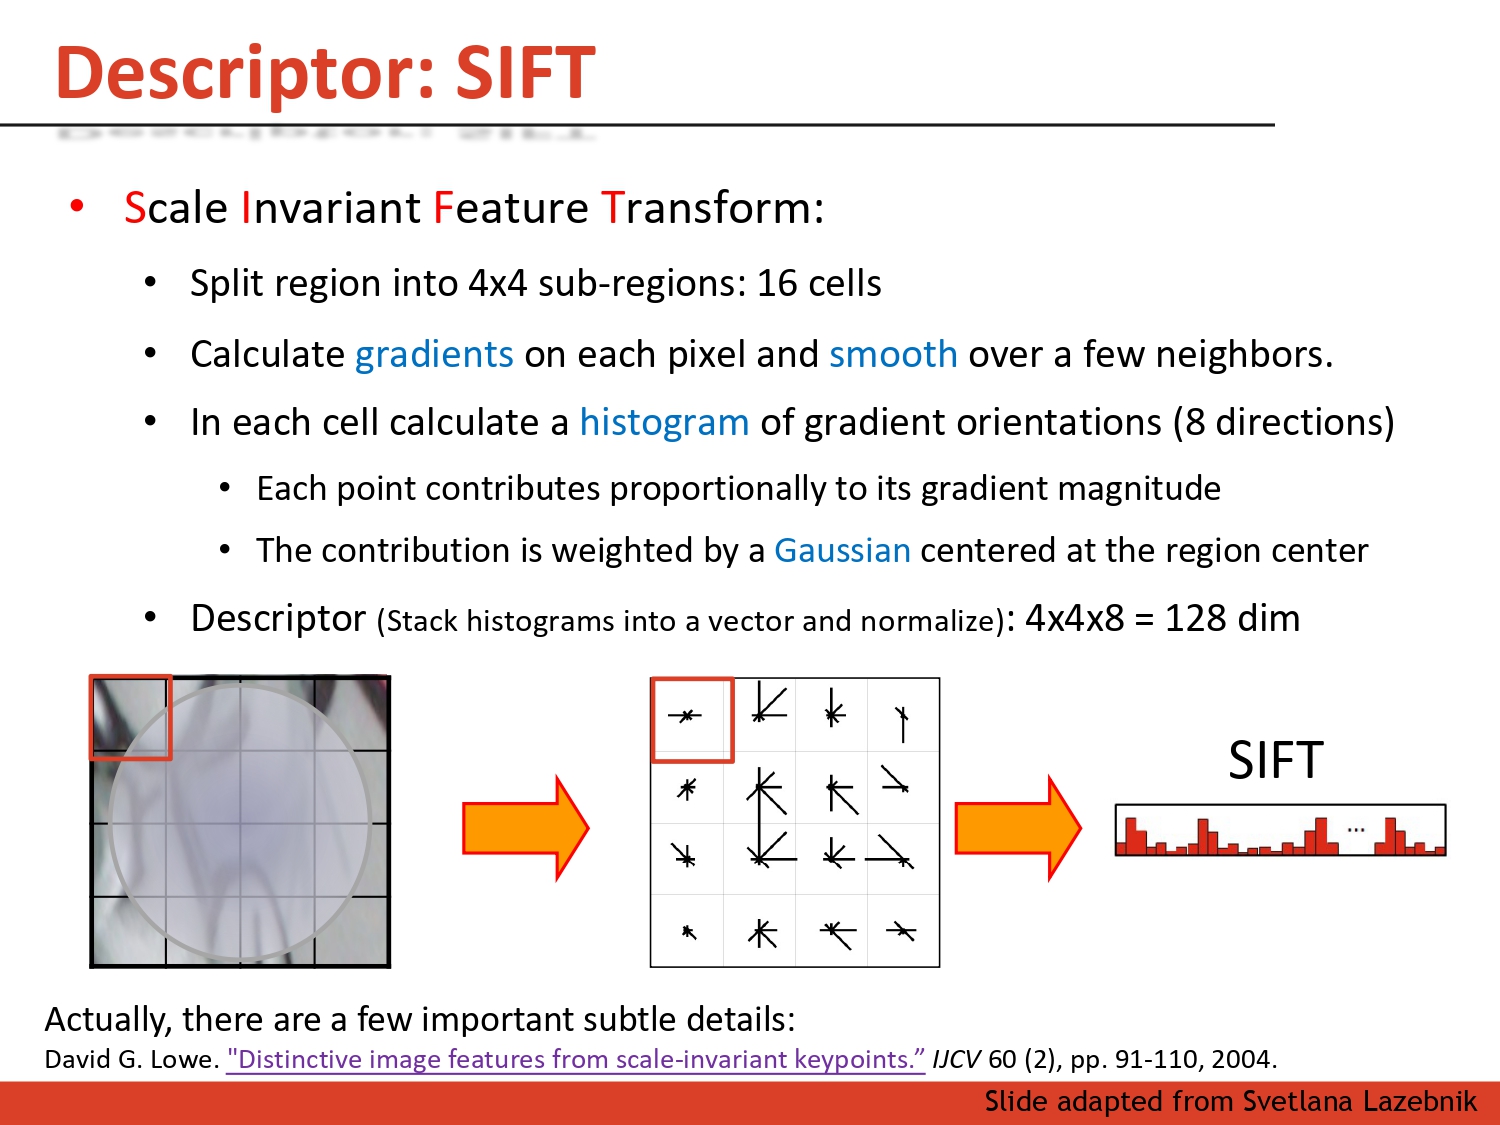 Descriptor: SIFT
• Scale Invariant Feature Transform:
• Split region into 4x4 sub-regions: 16 cells
• Calculate gradients on each pixel and smooth over a few neighbors.
• In each cell calculate a histogram of gradient orientations (8 directions)
• Each point contributes proportionally to its gradient magnitude
• The contribution is weighted by a Gaussian centered at the region center
• Descriptor (Stack histograms into a vector and normalize): 4x4x8 = 128 dim
SIFT
...
Actually, there are a few important subtle details:
David G. Lowe. "Distinctive image features from scale-invariant keypoints.” IJCV 60 (2), pp. 91-110, 2004.
Slide adapted from Svetlana Lazebnik